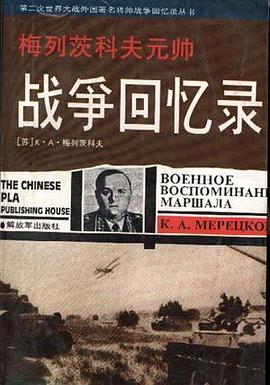 第二次世界大战外国著名将帅战争回忆录丛书
梅列茨科夫元帅
战争回忆录
[苏]K·A·梅列茨科夫
THE CHINESE
PLA
PUBLISHING HOUSE
●解放军出版社
ВОЕННОЕ
ВОСПОМИНАН
МАРШАЛА
К. А. МЕРЕЦКО